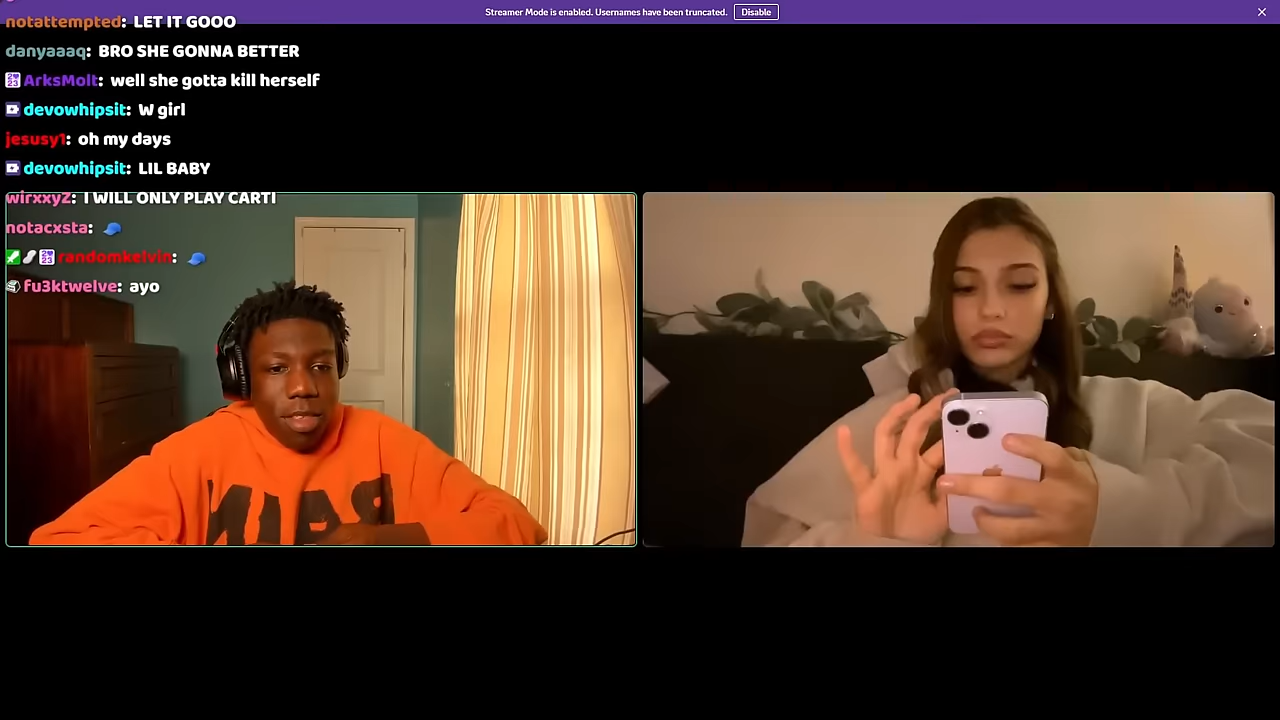 Streamer Mode is enabled. Usernames have been truncated. Disable
notattempted: LET IT GOOO
danyaaaq: BRO SHE GONNA BETTER
ArksMolt: well she gotta kill herself
devowhipsit: W girl
jesusy1: oh my days
devowhipsit: LIL BABY
wirxxyZ: I WILL ONLY PLAY CARTI
notacxsta:
randomkelvin:
fu3ktwelve: ayo